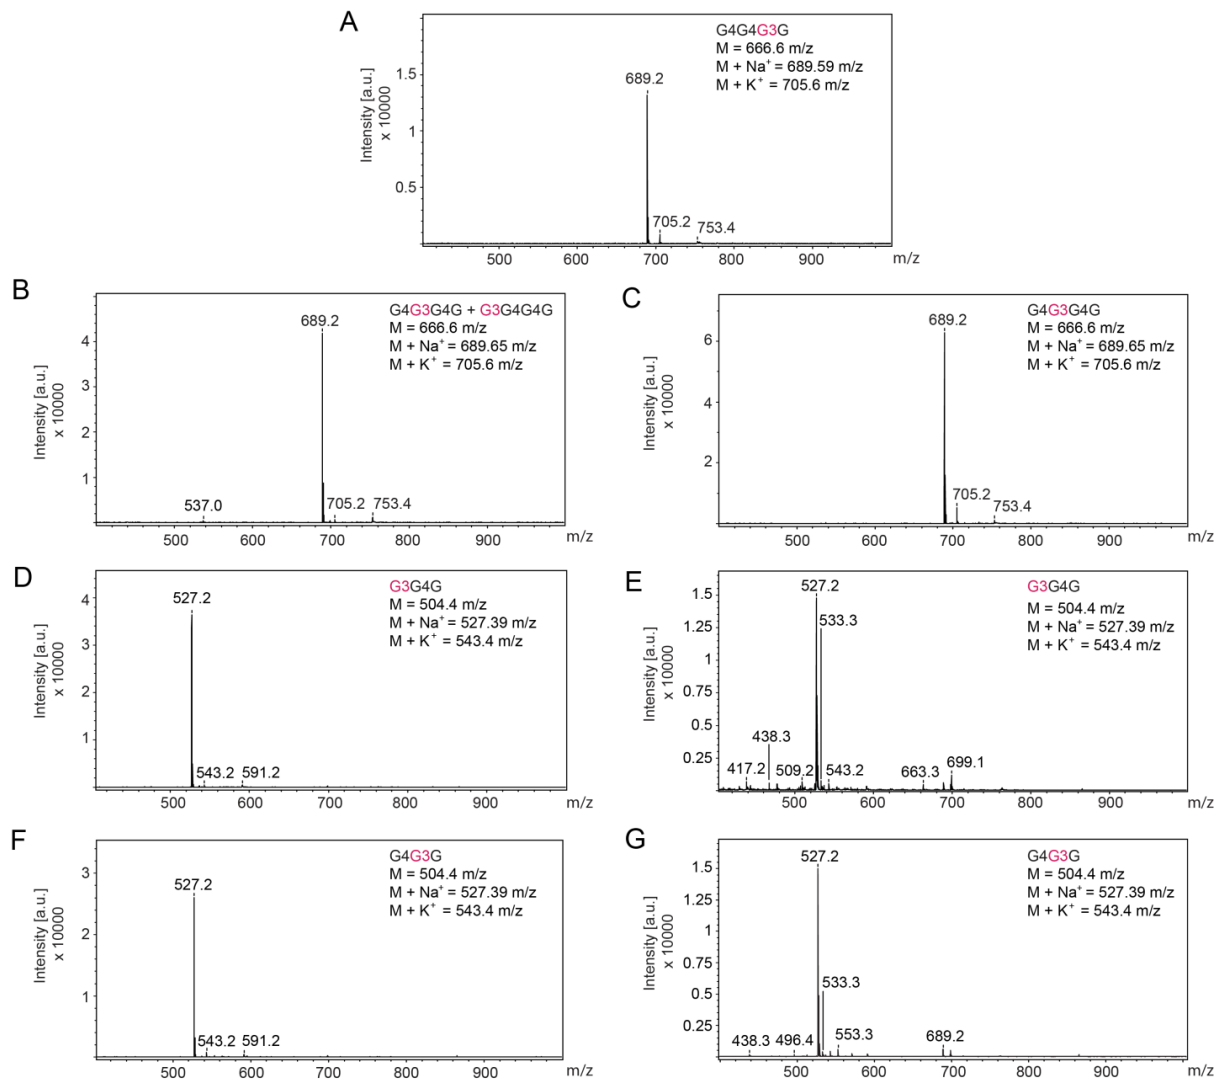 A
G4G4G3G
M = 666.6 m/z
M + Na⁺ = 689.59 m/z
M + K⁺ = 705.6 m/z
689.2
705.2
753.4
1.5
1
0.5
Intensity [a.u.]
x 10000
500 600 700 800 900 m/z
B
G4G3G4G + G3G4G4G
M = 666.6 m/z
M + Na⁺ = 689.65 m/z
M + K⁺ = 705.6 m/z
689.2
537.0
705.2
753.4
4
3
2
1
Intensity [a.u.]
x 10000
500 600 700 800 900 m/z
C
G4G3G4G
M = 666.6 m/z
M + Na⁺ = 689.65 m/z
M + K⁺ = 705.6 m/z
689.2
705.2
753.4
6
4
2
Intensity [a.u.]
x 10000
500 600 700 800 900 m/z
D
G3G4G
M = 504.4 m/z
M + Na⁺ = 527.39 m/z
M + K⁺ = 543.4 m/z
527.2
543.2
591.2
4
3
2
1
Intensity [a.u.]
x 10000
500 600 700 800 900 m/z
E
G3G4G
M = 504.4 m/z
M + Na⁺ = 527.39 m/z
M + K⁺ = 543.4 m/z
527.2
533.3
438.3
417.2
509.2
543.2
663.3
699.1
1.5
1.25
1
0.75
0.5
0.25
Intensity [a.u.]
x 10000
500 600 700 800 900 m/z
F
G4G3G
M = 504.4 m/z
M + Na⁺ = 527.39 m/z
M + K⁺ = 543.4 m/z
527.2
543.2
591.2
3
2
1
Intensity [a.u.]
x 10000
500 600 700 800 900 m/z
G
G4G3G
M = 504.4 m/z
M + Na⁺ = 527.39 m/z
M + K⁺ = 543.4 m/z
527.2
533.3
438.3
496.4
553.3
689.2
1.5
1.25
1
0.75
0.5
0.25
Intensity [a.u.]
x 10000
500 600 700 800 900 m/z